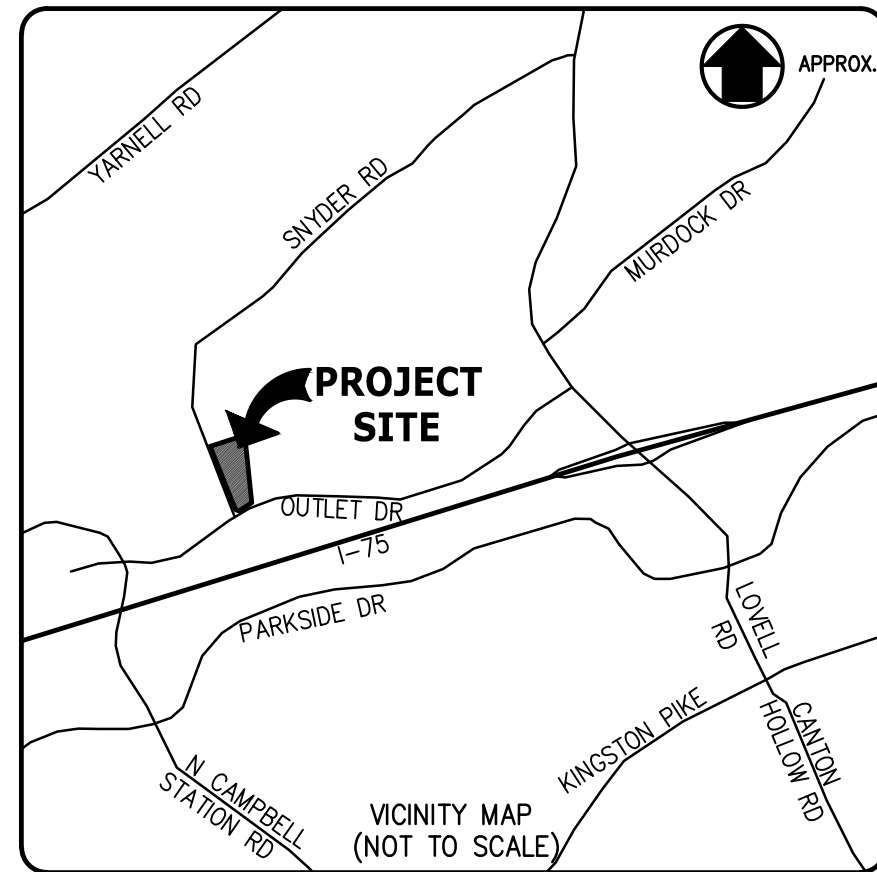 APPROX.
YARNELL RD
SNYDER RD
MURDOCK DR
PROJECT
SITE
OUTLET DR
I-75
PARKSIDE DR
LOVELL
RD
KINGSTON PIKE
CANTON
HOLLOW RD
N CAMPBELL
STATION RD
VICINITY MAP
(NOT TO SCALE)